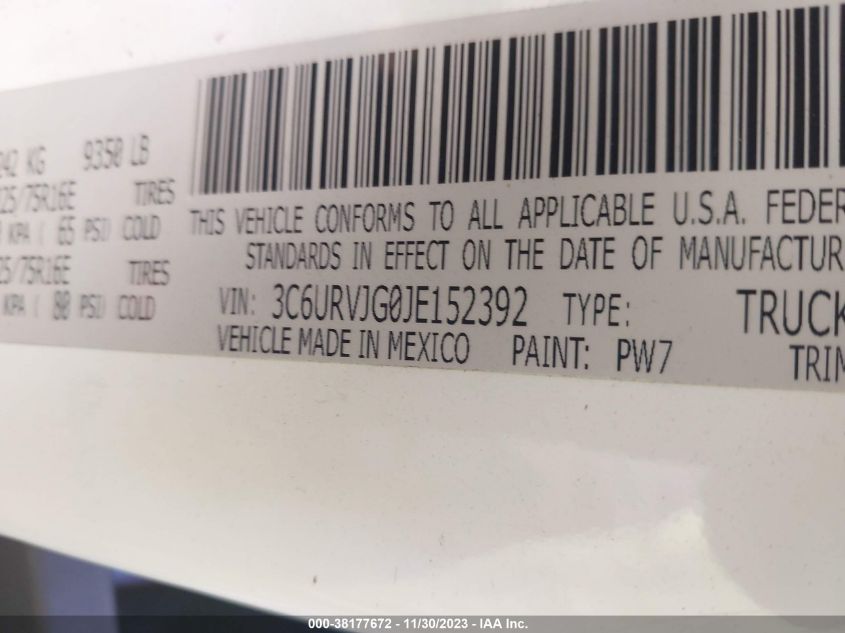 242 KG 9350 LB
25/75R16E TIRES
KPA ( 65 PSI) COLD
25/75R16E TIRES
KPA ( 80 PSI) COLD
THIS VEHICLE CONFORMS TO ALL APPLICABLE U.S.A. FEDER
STANDARDS IN EFFECT ON THE DATE OF MANUFACTUR
VIN: 3C6URVJG0JE152392 TYPE: TRUCK
VEHICLE MADE IN MEXICO PAINT: PW7 TRIM
000-38177672 - 11/30/2023 - IAA Inc.